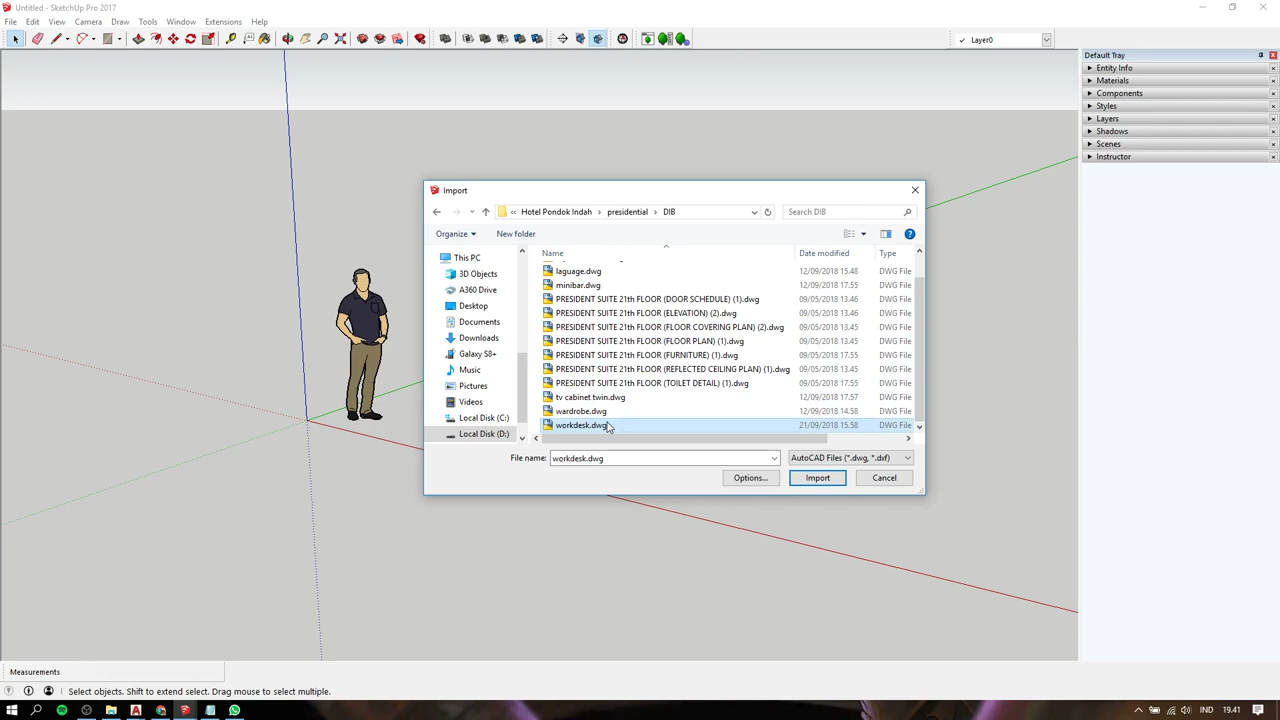 Untitled - SketchUp Pro 2017
File Edit View Camera Draw Tools Window Extensions Help
Layer0
Default Tray
Entity Info
Materials
Components
Styles
Layers
Shadows
Scenes
Instructor
Import
« Hotel Pondok Indah > presidential > DIB
Search DIB
Organize
New folder
Name Date modified Type
This PC
3D Objects
A360 Drive
Desktop
Documents
Downloads
Galaxy S8+
Music
Pictures
Videos
Local Disk (C:)
Local Disk (D:)
laguage.dwg 12/09/2018 15.48 DWG File
minibar.dwg 12/09/2018 17.55 DWG File
PRESIDENT SUITE 21th FLOOR (DOOR SCHEDULE) (1).dwg 09/05/2018 13.46 DWG File
PRESIDENT SUITE 21th FLOOR (ELEVATION) (2).dwg 09/05/2018 13.46 DWG File
PRESIDENT SUITE 21th FLOOR (FLOOR COVERING PLAN) (2).dwg 09/05/2018 13.45 DWG File
PRESIDENT SUITE 21th FLOOR (FLOOR PLAN) (1).dwg 09/05/2018 13.45 DWG File
PRESIDENT SUITE 21th FLOOR (FURNITURE) (1).dwg 09/05/2018 17.55 DWG File
PRESIDENT SUITE 21th FLOOR (REFLECTED CEILING PLAN) (1).dwg 09/05/2018 13.45 DWG File
PRESIDENT SUITE 21th FLOOR (TOILET DETAIL) (1).dwg 09/05/2018 17.55 DWG File
tv cabinet twin.dwg 12/09/2018 17.57 DWG File
wardrobe.dwg 12/09/2018 14.58 DWG File
workdesk.dwg 21/09/2018 15.58 DWG File
File name: workdesk.dwg AutoCAD Files (*.dwg, *.dxf)
Options... Import Cancel
Measurements
Select objects. Shift to extend select. Drag mouse to select multiple.
IND 19.41